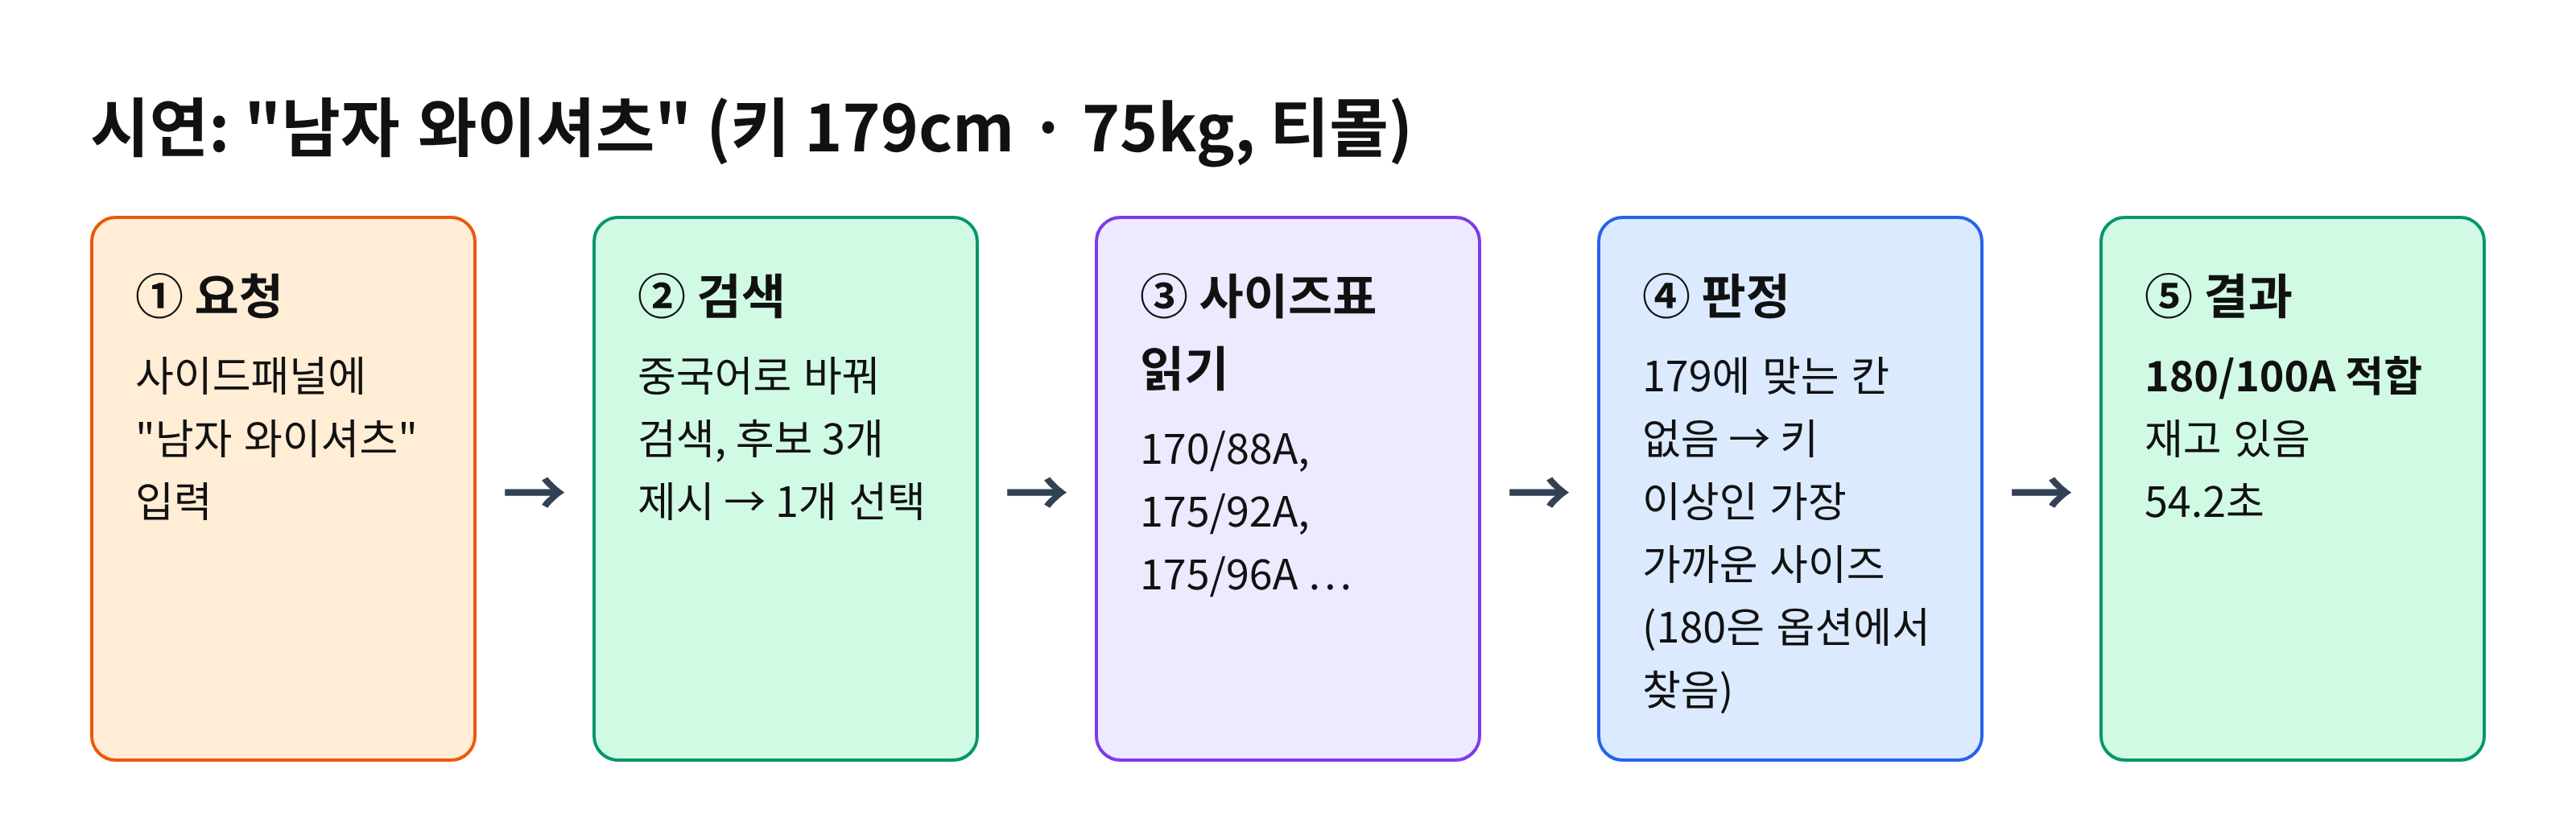 시연: "남자 와이셔츠" (키 179cm · 75kg, 티몰)
① 요청
사이드패널에
"남자 와이셔츠"
입력
→
② 검색
중국어로 바꿔
검색, 후보 3개
제시 → 1개 선택
→
③ 사이즈표
읽기
170/88A,
175/92A,
175/96A …
→
④ 판정
179에 맞는 칸
없음 → 키
이상인 가장
가까운 사이즈
(180은 옵션에서
찾음)
→
⑤ 결과
180/100A 적합
재고 있음
54.2초